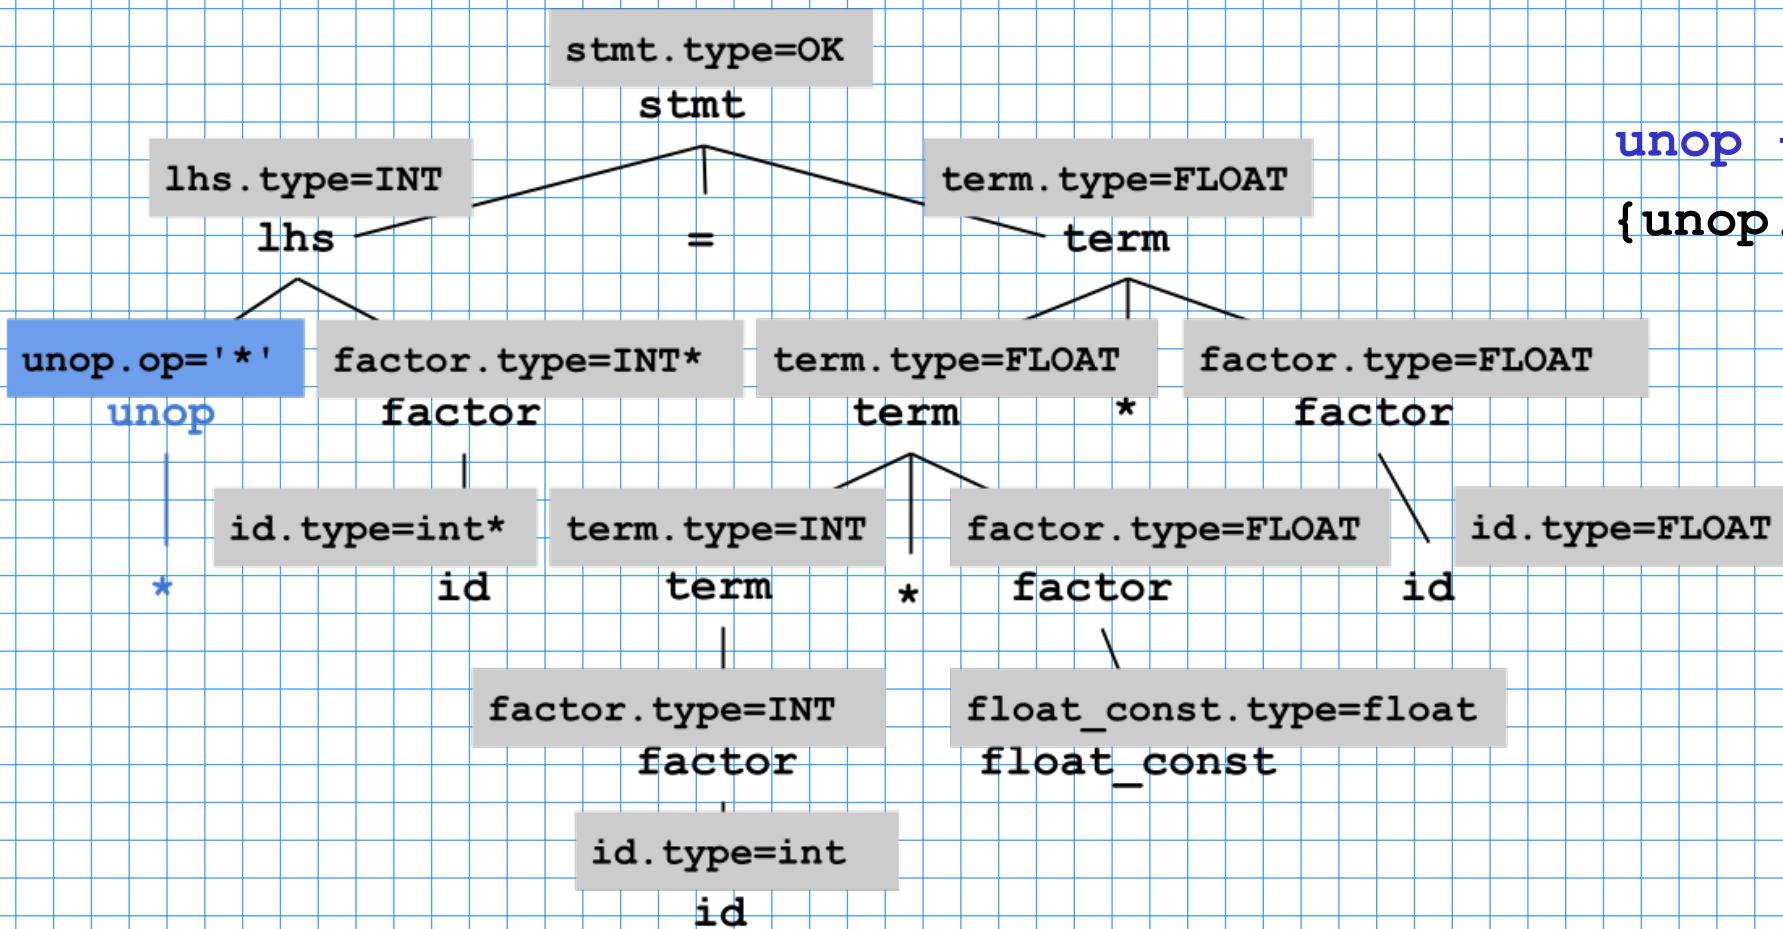 stmt.type=OK
stmt
lhs.type=INT
term.type=FLOAT
unop
{unop.
lhs
=
term
unop.op='*'
factor.type=INT*
term.type=FLOAT
factor.type=FLOAT
unop
factor
term
*
factor
id.type=int*
term.type=INT
factor.type=FLOAT
id.type=FLOAT
*
id
term
*
factor
id
factor.type=INT
float_const.type=float
factor
float_const
id.type=int
id